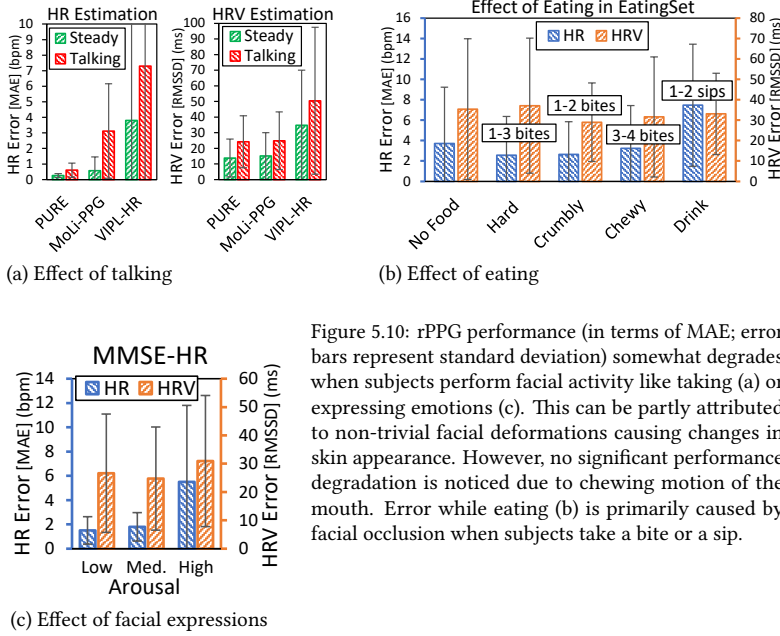 HR Estimation
HR Error [MAE] (bpm)
10
9
8
7
6
5
4
3
2
1
0
Steady
Talking
PURE
MoLi-PPG
VIPL-HR
HRV Estimation
HRV Error [RMSSD] (ms)
100
90
80
70
60
50
40
30
20
10
0
Steady
Talking
PURE
MoLi-PPG
VIPL-HR
(a) Effect of talking
Effect of Eating in EatingSet
HR Error [MAE] (bpm)
16
14
12
10
8
6
4
2
0
HR
HRV
1-3 bites
1-2 bites
3-4 bites
1-2 sips
80
70
60
50
40
30
20
10
0
HRV Error [RMSSD] (ms)
No Food
Hard
Crumbly
Chewy
Drink
(b) Effect of eating
MMSE-HR
HR Error [MAE] (bpm)
14
12
10
8
6
4
2
0
HR
HRV
60
50
40
30
20
10
0
HRV Error [RMSSD] (ms)
Low
Med.
High
Arousal
(c) Effect of facial expressions
Figure 5.10: rPPG performance (in terms of MAE; error
bars represent standard deviation) somewhat degrades
when subjects perform facial activity like taking (a) or
expressing emotions (c). This can be partly attributed
to non-trivial facial deformations causing changes in
skin appearance. However, no significant performance
degradation is noticed due to chewing motion of the
mouth. Error while eating (b) is primarily caused by
facial occlusion when subjects take a bite or a sip.